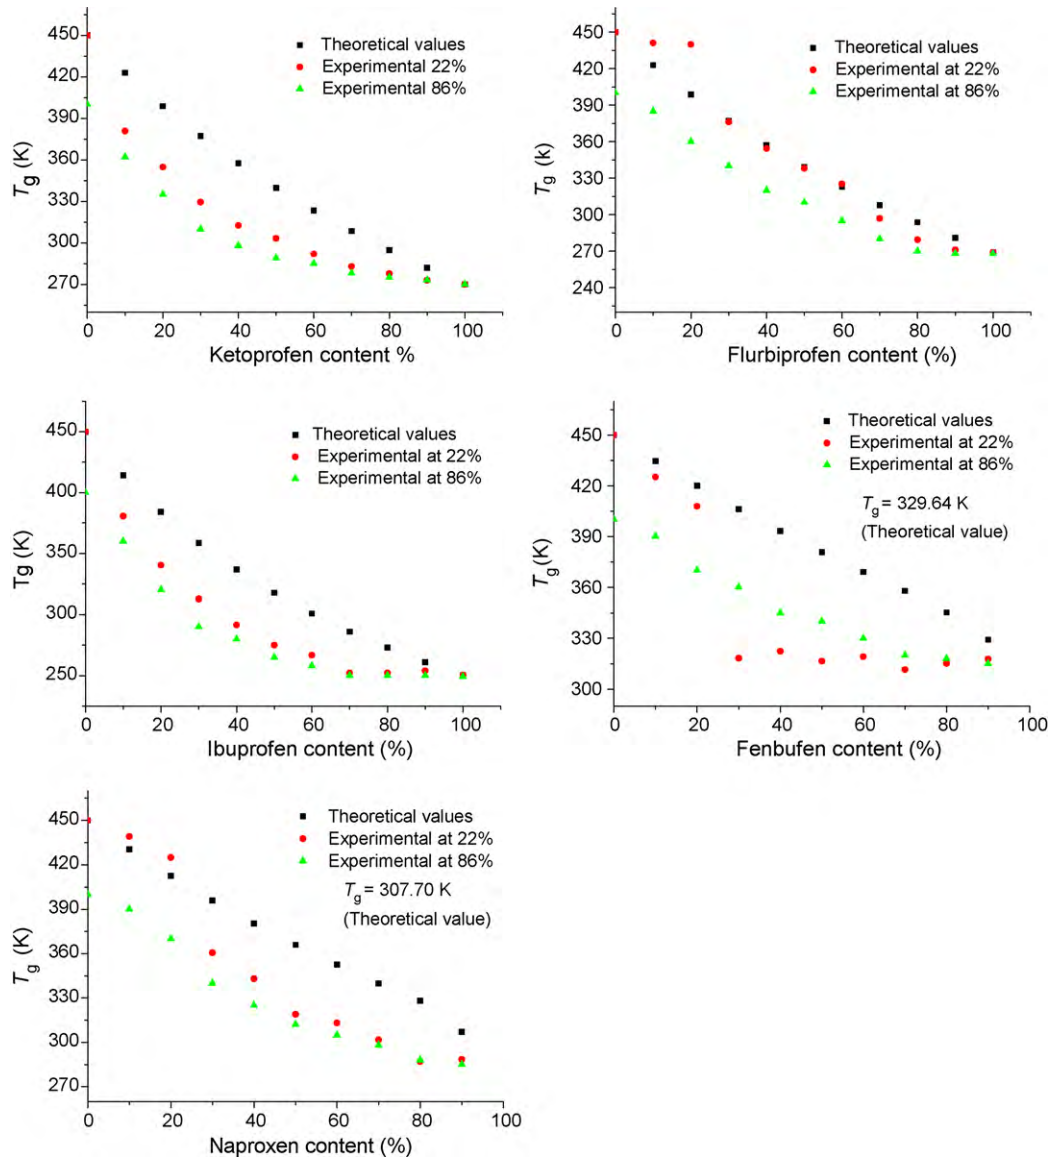 450
420
390
360
330
300
270
Tg (K)
0 20 40 60 80 100
Ketoprofen content %
Theoretical values
Experimental 22%
Experimental 86%
450
420
390
360
330
300
270
240
Tg (k)
0 20 40 60 80 100
Flurbiprofen content (%)
Theoretical values
Experimental at 22%
Experimental at 86%
450
400
350
300
250
Tg (K)
0 20 40 60 80 100
Ibuprofen content (%)
Theoretical values
Experimental at 22%
Experimental at 86%
450
420
390
360
330
300
Tg (K)
0 20 40 60 80 100
Fenbufen content (%)
Theoretical values
Experimental at 22%
Experimental at 86%
Tg = 329.64 K
(Theoretical value)
450
420
390
360
330
300
270
Tg (K)
0 20 40 60 80 100
Naproxen content (%)
Theoretical values
Experimental at 22%
Experimental at 86%
Tg = 307.70 K
(Theoretical value)